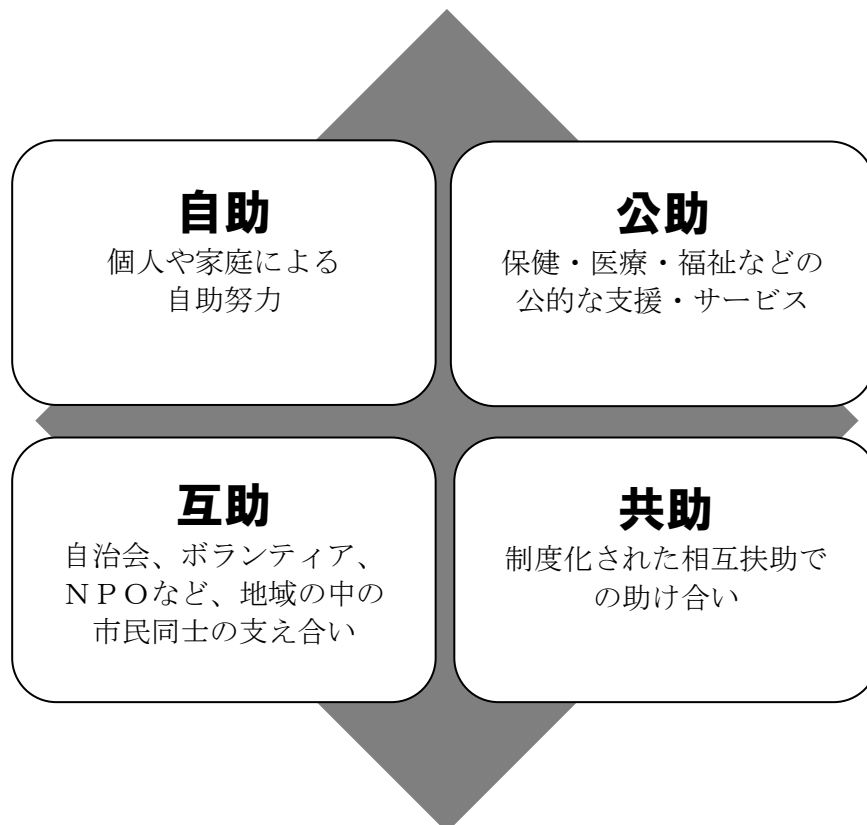 自助
個人や家庭による
自助努力
公助
保健・医療・福祉などの
公的な支援・サービス
互助
自治会、ボランティア、
ＮＰＯなど、地域の中の
市民同士の支え合い
共助
制度化された相互扶助で
の助け合い